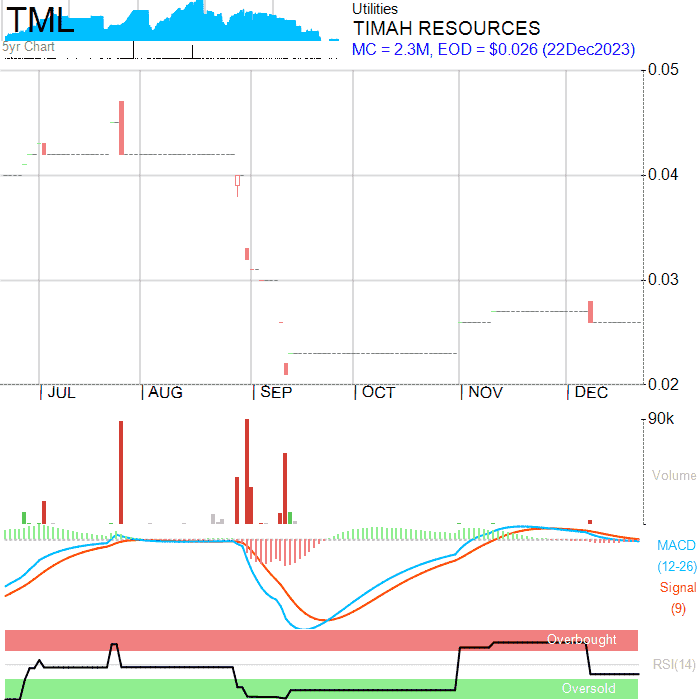 TML
5yr Chart
Utilities
TIMAH RESOURCES
MC = 2.3M, EOD = $0.026 (22Dec2023)
0.05
0.04
0.03
0.02
JUL
AUG
SEP
OCT
NOV
DEC
90k
Volume
MACD
(12-26)
Signal
(9)
Overbought
RSI(14)
Oversold